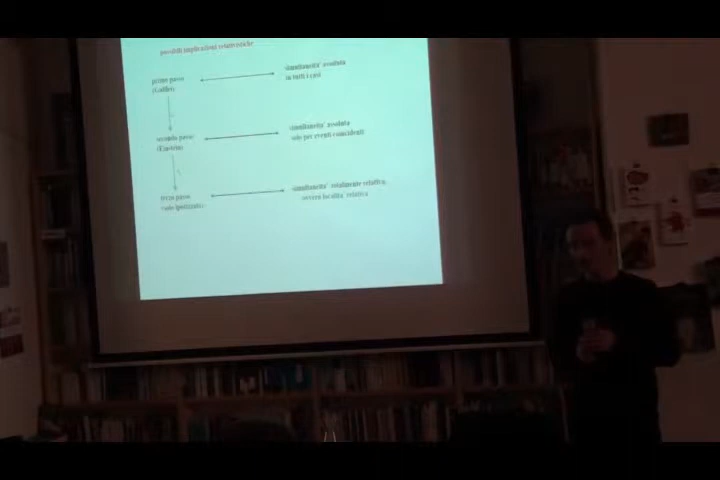 possibili implicazioni relativistiche
primo passo
(Galileo)
simultaneita' assoluta
in tutti i casi
secondo passo
(Einstein)
simultaneita' assoluta
solo per eventi coincidenti
terzo passo
(solo ipotizzato)
simultaneita' totalmente relativa,
ovvero localita' relativa